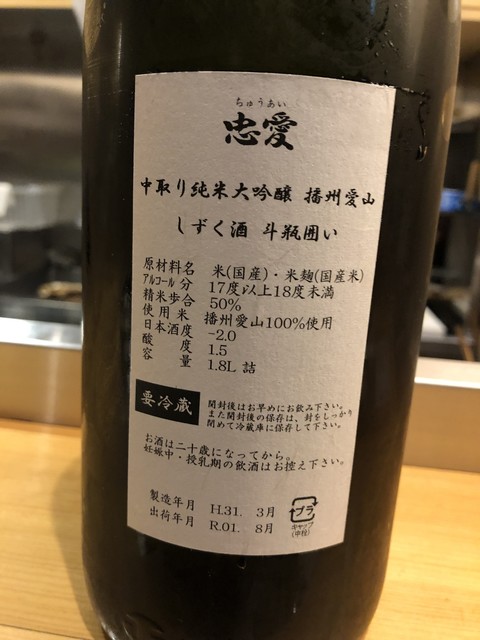 ちゅうあい
忠愛
中取り純米大吟醸 播州愛山
しずく酒 斗瓶囲い
原材料名 米(国産)・米麹(国産米)
アルコール分 17度以上18度未満
精米歩合 50%
使用米 播州愛山100%使用
日本酒度 −2.0
酸度 1.5
容量 1.8L 詰
要冷蔵
開封後はお早めにお飲み下さい。
また開封後の保存は、封をしっかり
閉めて冷蔵庫に保存して下さい。
お酒は二十歳になってから。
妊娠中・授乳期の飲酒はお控え下さい。
製造年月 H.31. 3月
出荷年月 R.01. 8月
プラ
キャップ
(中栓)